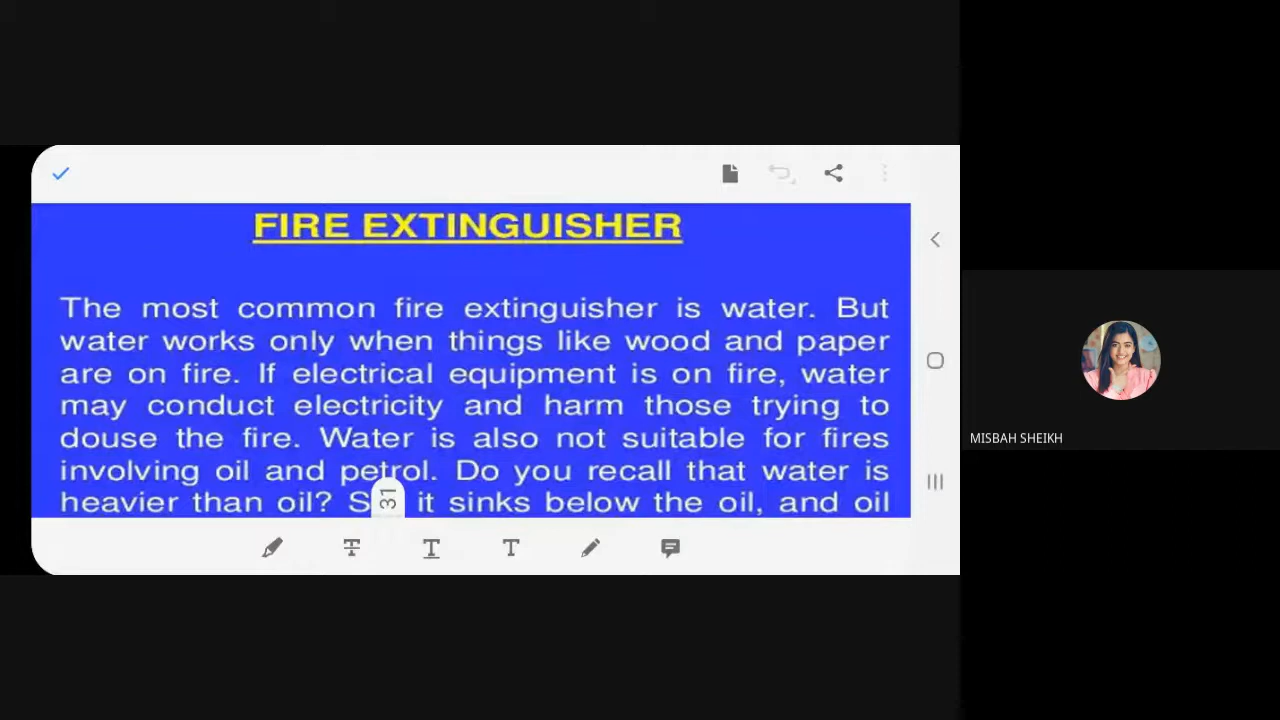 FIRE EXTINGUISHER
The most common fire extinguisher is water. But
water works only when things like wood and paper
are on fire. If electrical equipment is on fire, water
may conduct electricity and harm those trying to
douse the fire. Water is also not suitable for fires
involving oil and petrol. Do you recall that water is
heavier than oil? S it sinks below the oil, and oil
31
MISBAH SHEIKH